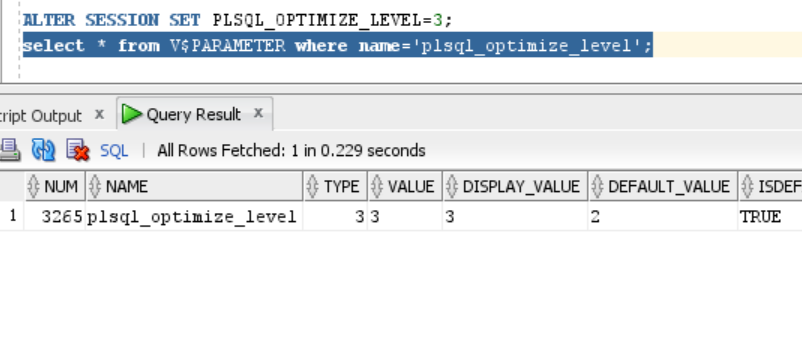 ALTER SESSION SET PLSQL_OPTIMIZE_LEVEL=3;
select * from V$PARAMETER where name='plsql_optimize_level';
cript Output x Query Result x
SQL | All Rows Fetched: 1 in 0.229 seconds
NUM NAME TYPE VALUE DISPLAY_VALUE DEFAULT_VALUE ISDEF
1 3265 plsql_optimize_level 3 3 3 2 TRUE